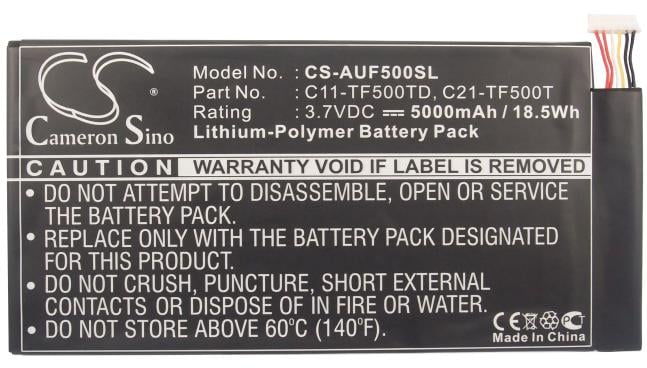 CS
Cameron Sino
Model No. : CS-AUF500SL
Part No. : C11-TF500TD, C21-TF500T
Rating : 3.7VDC ⎓ 5000mAh / 18.5Wh
Lithium-Polymer Battery Pack
CAUTION: WARRANTY VOID IF LABEL IS REMOVED
• DO NOT ATTEMPT TO DISASSEMBLE, OPEN OR SERVICE
THE BATTERY PACK.
• REPLACE ONLY WITH THE BATTERY PACK DESIGNATED
FOR THIS PRODUCT.
• DO NOT CRUSH, PUNCTURE, SHORT EXTERNAL
CONTACTS OR DISPOSE OF IN FIRE OR WATER.
• DO NOT STORE ABOVE 60°C (140°F).
CE